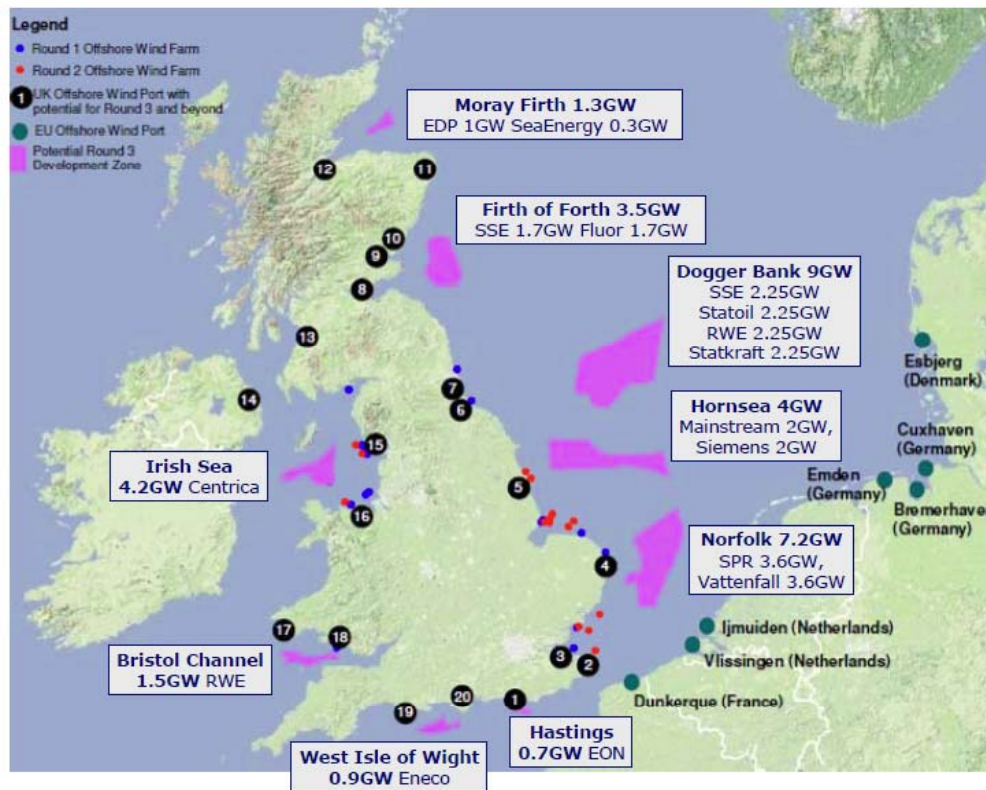 Legend
Round 1 Offshore Wind Farm
Round 2 Offshore Wind Farm
1
UK Offshore Wind Port with
potential for Round 3 and beyond
EU Offshore Wind Port
Potential Round 3
Development Zone
Moray Firth 1.3GW
EDP 1GW SeaEnergy 0.3GW
12
11
Firth of Forth 3.5GW
SSE 1.7GW Fluor 1.7GW
10
9
8
Dogger Bank 9GW
SSE 2.25GW
Statoil 2.25GW
RWE 2.25GW
Statkraft 2.25GW
13
Esbjerg
(Denmark)
14
7
6
Hornsea 4GW
Mainstream 2GW,
Siemens 2GW
Cuxhaven
(Germany)
15
Irish Sea
4.2GW Centrica
5
Emden
(Germany)
Bremerhaven
(Germany)
16
Norfolk 7.2GW
SPR 3.6GW,
Vattenfall 3.6GW
4
17
18
Ijmuiden (Netherlands)
Bristol Channel
1.5GW RWE
3
2
Vlissingen (Netherlands)
Dunkerque (France)
19
20
1
Hastings
0.7GW EON
West Isle of Wight
0.9GW Eneco